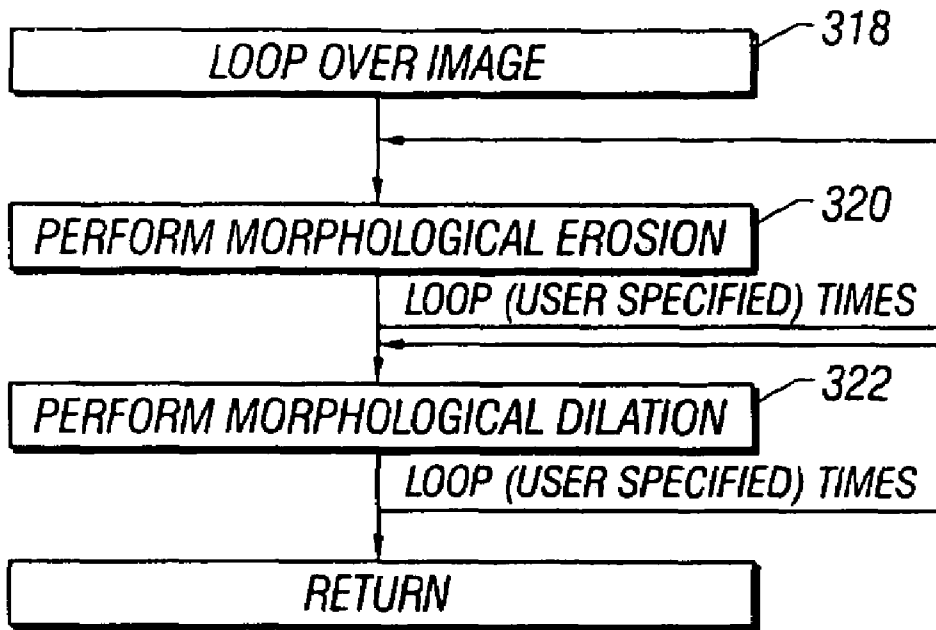 318
LOOP OVER IMAGE
320
PERFORM MORPHOLOGICAL EROSION
LOOP (USER SPECIFIED) TIMES
322
PERFORM MORPHOLOGICAL DILATION
LOOP (USER SPECIFIED) TIMES
RETURN